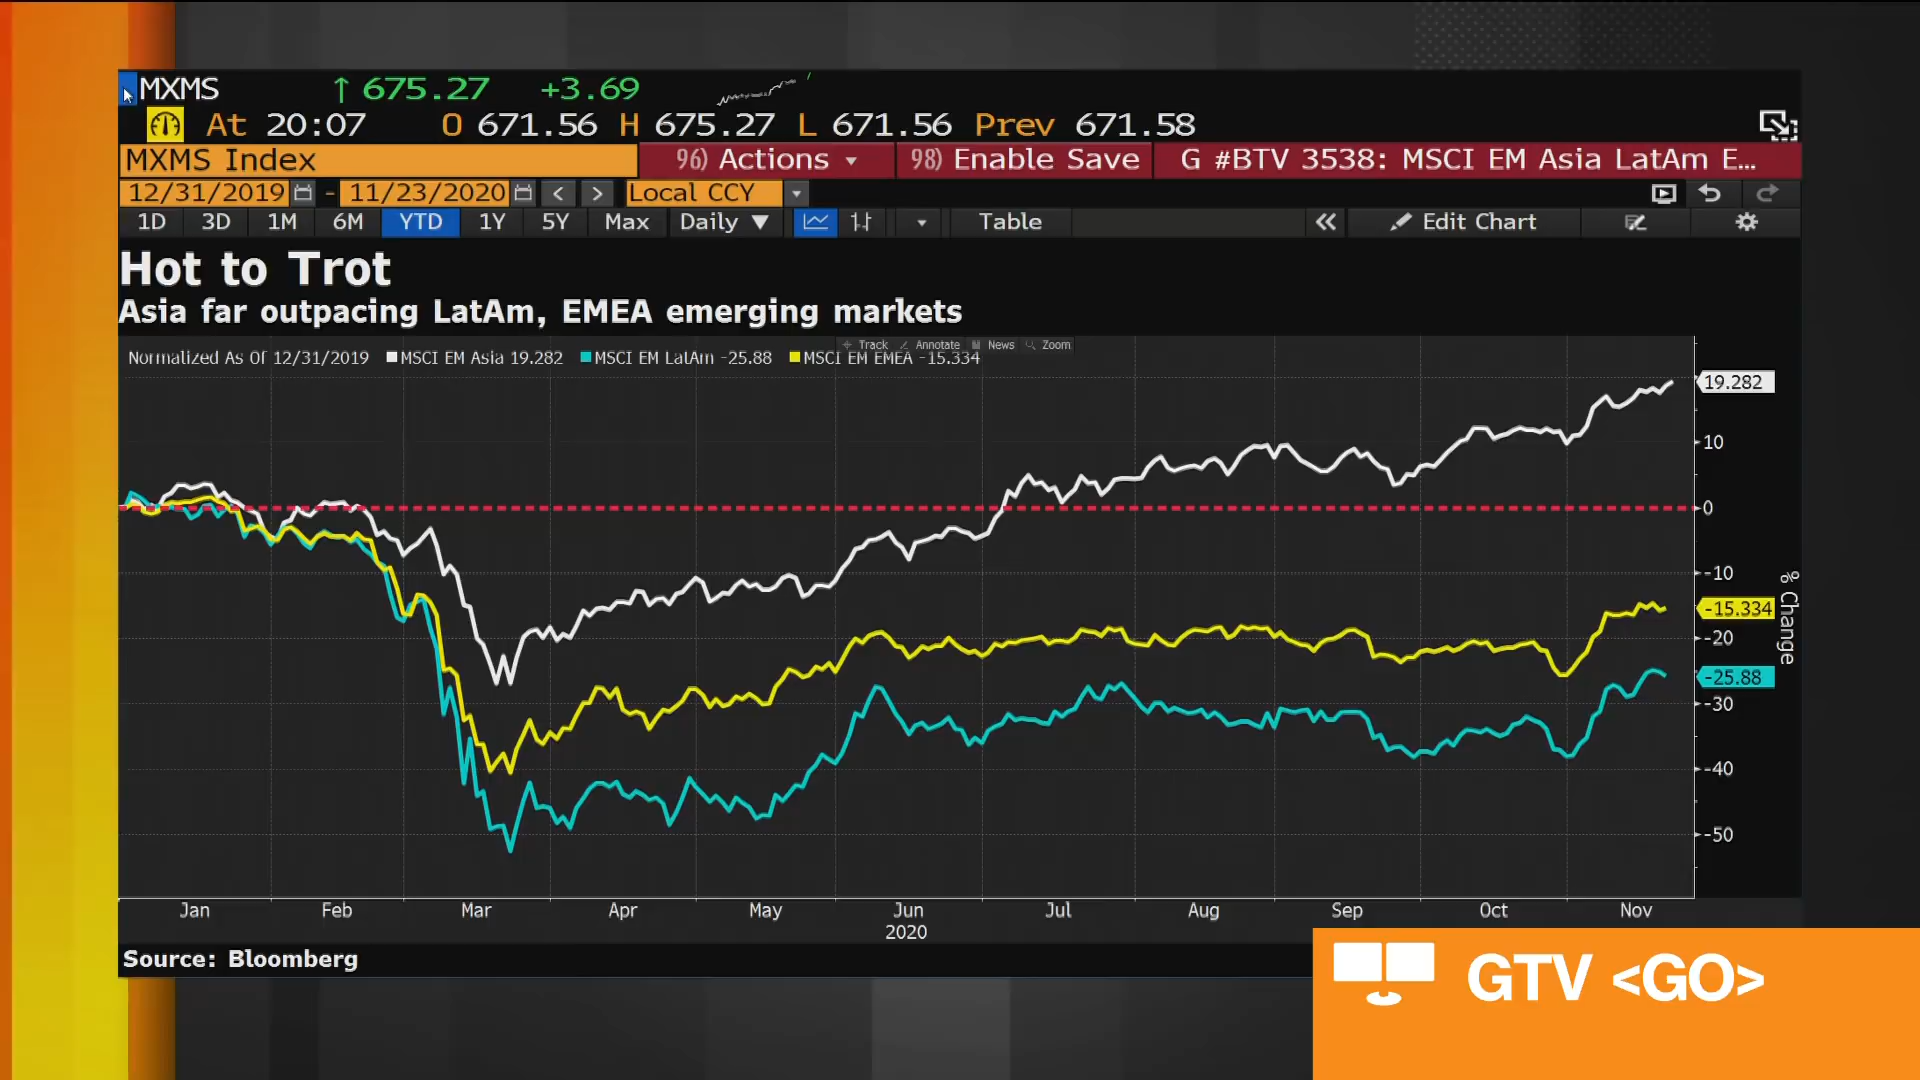 MXMS ↑ 675.27 +3.69
At 20:07 O 671.56 H 675.27 L 671.56 Prev 671.58
MXMS Index 96) Actions 98) Enable Save G #BTV 3538: MSCI EM Asia LatAm E...
12/31/2019 - 11/23/2020 < > Local CCY
1D 3D 1M 6M YTD 1Y 5Y Max Daily ▼ Table « Edit Chart
Hot to Trot
Asia far outpacing LatAm, EMEA emerging markets
Track Annotate News Zoom
Normalized As Of 12/31/2019 MSCI EM Asia 19.282 MSCI EM LatAm -25.88 MSCI EM EMEA -15.334
19.282
10
0
-10
-15.334
-20
-25.88
-30
-40
-50
% Change
Jan Feb Mar Apr May Jun Jul Aug Sep Oct Nov
2020
Source: Bloomberg
GTV <GO>